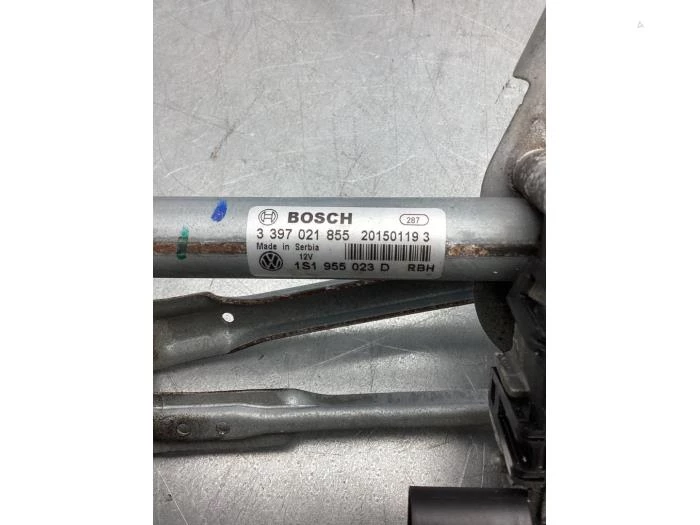 BOSCH 287
3 397 021 855 20150119 3
Made in Serbia
12V
1S1 955 023 D RBH